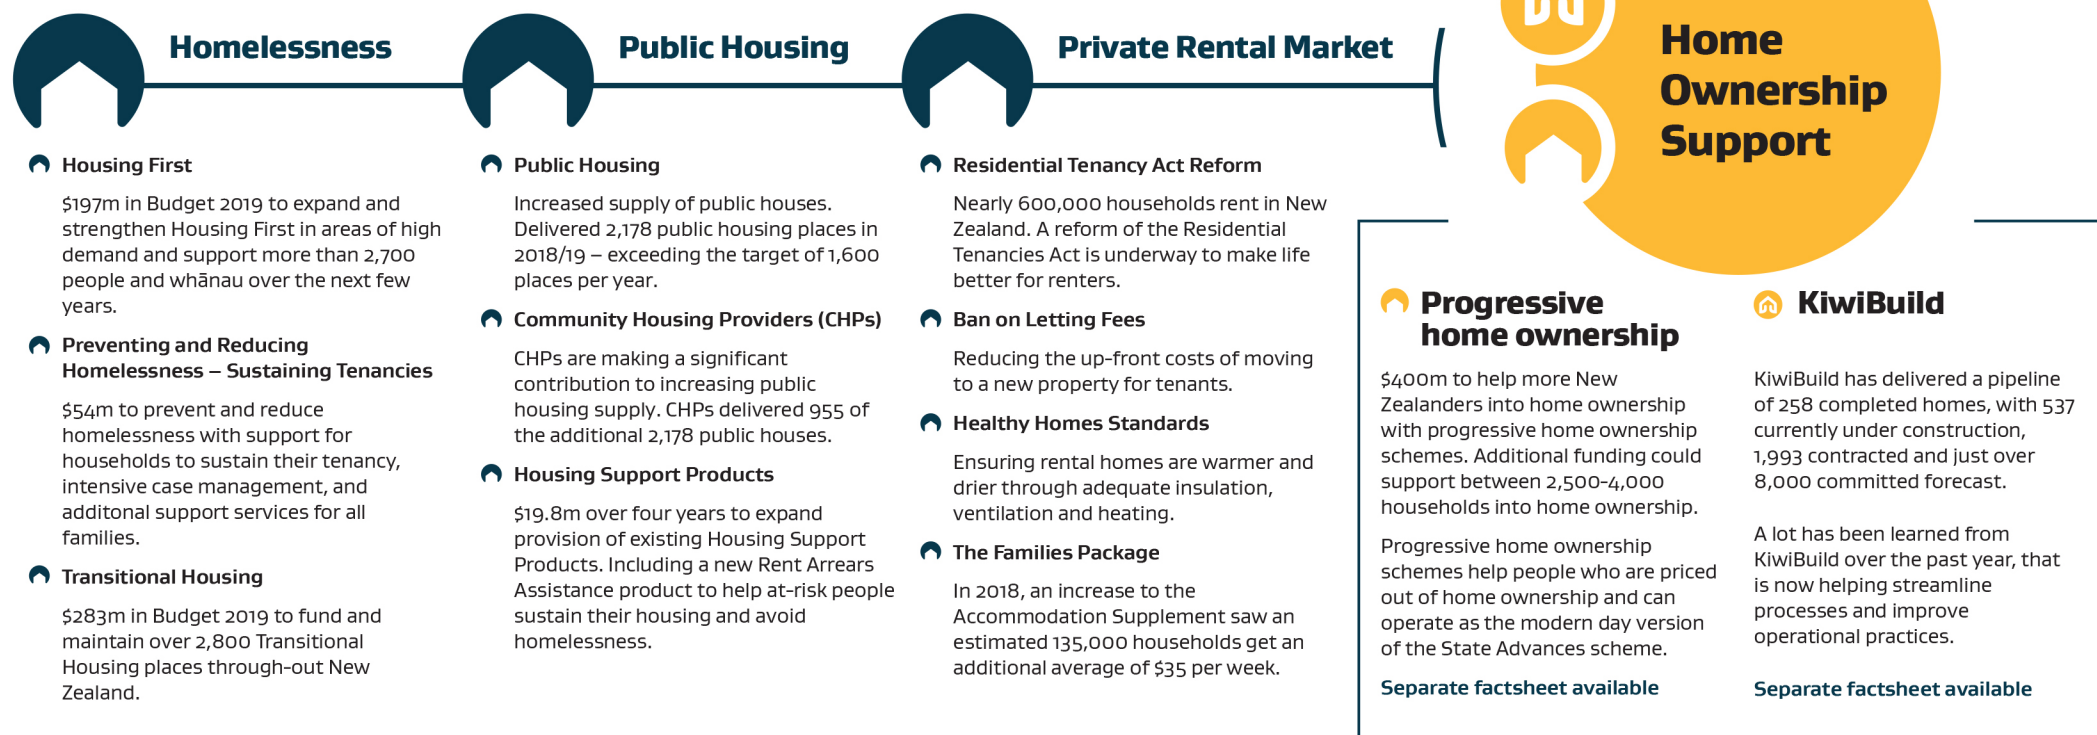 Homelessness
Housing First
$197m in Budget 2019 to expand and
strengthen Housing First in areas of high
demand and support more than 2,700
people and whānau over the next few
years.
Preventing and Reducing
Homelessness – Sustaining Tenancies
$54m to prevent and reduce
homelessness with support for
households to sustain their tenancy,
intensive case management, and
additonal support services for all
families.
Transitional Housing
$283m in Budget 2019 to fund and
maintain over 2,800 Transitional
Housing places through-out New
Zealand.
Public Housing
Public Housing
Increased supply of public houses.
Delivered 2,178 public housing places in
2018/19 – exceeding the target of 1,600
places per year.
Community Housing Providers (CHPs)
CHPs are making a significant
contribution to increasing public
housing supply. CHPs delivered 955 of
the additional 2,178 public houses.
Housing Support Products
$19.8m over four years to expand
provision of existing Housing Support
Products. Including a new Rent Arrears
Assistance product to help at-risk people
sustain their housing and avoid
homelessness.
Private Rental Market
Residential Tenancy Act Reform
Nearly 600,000 households rent in New
Zealand. A reform of the Residential
Tenancies Act is underway to make life
better for renters.
Ban on Letting Fees
Reducing the up-front costs of moving
to a new property for tenants.
Healthy Homes Standards
Ensuring rental homes are warmer and
drier through adequate insulation,
ventilation and heating.
The Families Package
In 2018, an increase to the
Accommodation Supplement saw an
estimated 135,000 households get an
additional average of $35 per week.
Home
Ownership
Support
Progressive
home ownership
$400m to help more New
Zealanders into home ownership
with progressive home ownership
schemes. Additional funding could
support between 2,500-4,000
households into home ownership.
Progressive home ownership
schemes help people who are priced
out of home ownership and can
operate as the modern day version
of the State Advances scheme.
Separate factsheet available
KiwiBuild
KiwiBuild has delivered a pipeline
of 258 completed homes, with 537
currently under construction,
1,993 contracted and just over
8,000 committed forecast.
A lot has been learned from
KiwiBuild over the past year, that
is now helping streamline
processes and improve
operational practices.
Separate factsheet available